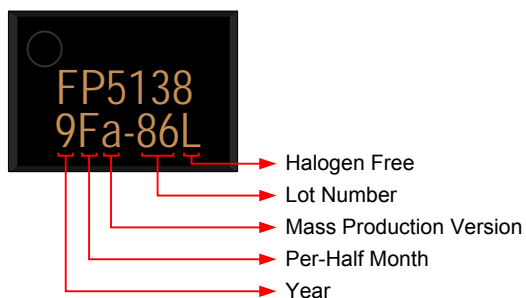 FP5138
9Fa-86L
Halogen Free
Lot Number
Mass Production Version
Per-Half Month
Year